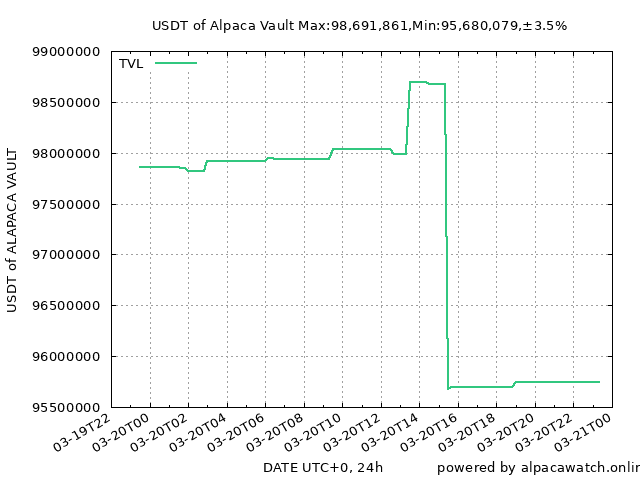 USDT of Alpaca Vault Max:98,691,861,Min:95,680,079,±3.5%
99000000
98500000
98000000
97500000
97000000
96500000
96000000
95500000
USDT of ALAPACA VAULT
TVL
03-19T22
03-20T00
03-20T02
03-20T04
03-20T06
03-20T08
03-20T10
03-20T12
03-20T14
03-20T16
03-20T18
03-20T20
03-20T22
03-21T00
DATE UTC+0, 24h
powered by alpacawatch.onlin